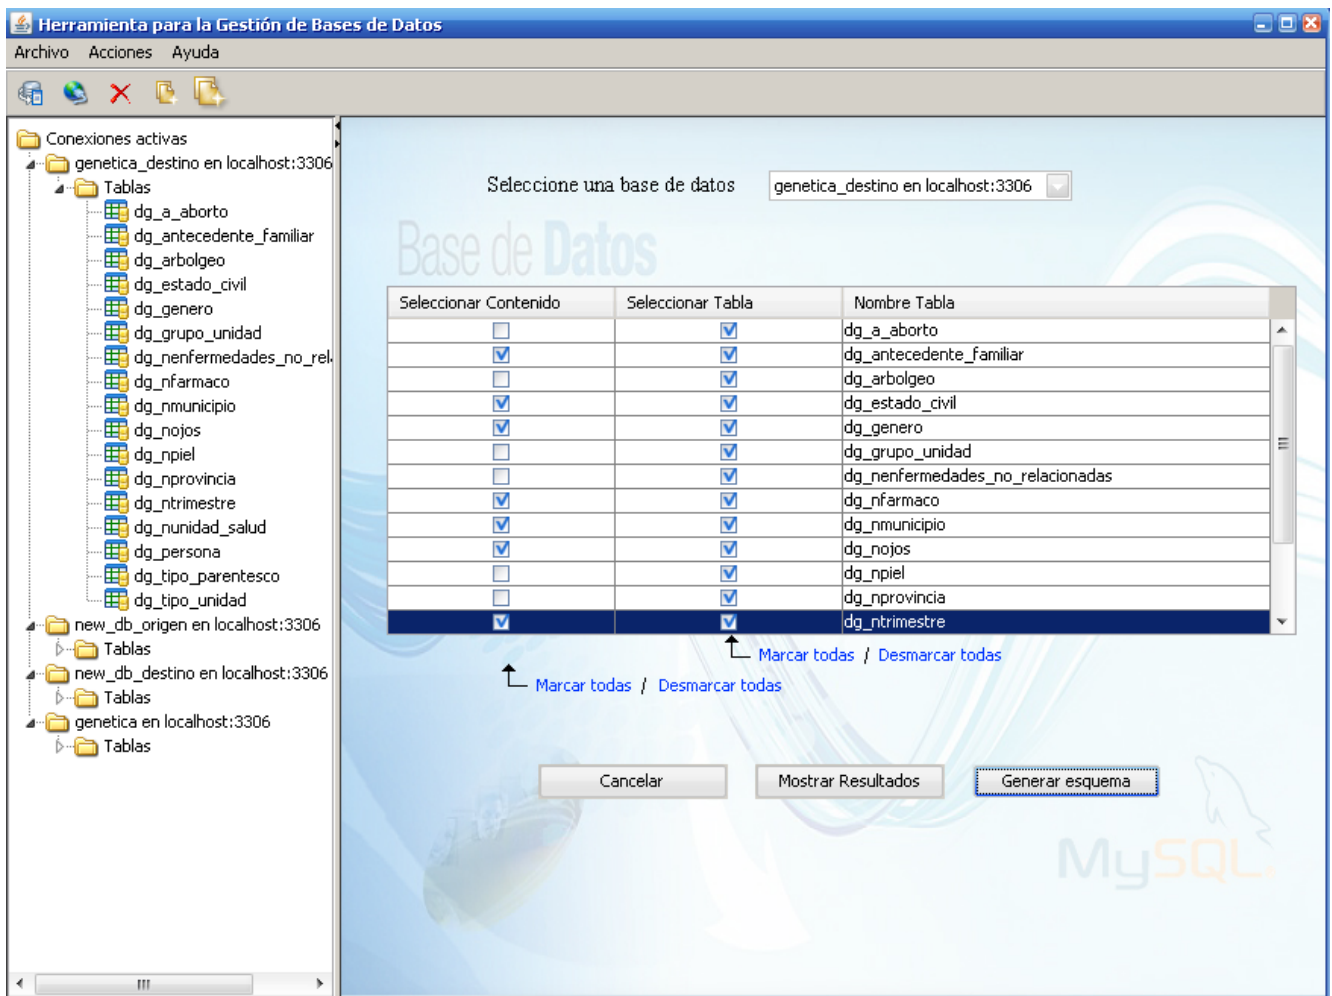 Herramienta para la Gestión de Bases de Datos
Archivo Acciones Ayuda
Conexiones activas
genetica_destino en localhost:3306
Tablas
dg_a_aborto
dg_antecedente_familiar
dg_arbolgeo
dg_estado_civil
dg_genero
dg_grupo_unidad
dg_nenfermedades_no_rel
dg_nfarmaco
dg_nmunicipio
dg_nojos
dg_npiel
dg_nprovincia
dg_ntrimestre
dg_nunidad_salud
dg_persona
dg_tipo_parentesco
dg_tipo_unidad
new_db_origen en localhost:3306
Tablas
new_db_destino en localhost:3306
Tablas
genetica en localhost:3306
Tablas
Seleccione una base de datos genetica_destino en localhost:3306
Base de Datos
Seleccionar Contenido Seleccionar Tabla Nombre Tabla
dg_a_aborto
dg_antecedente_familiar
dg_arbolgeo
dg_estado_civil
dg_genero
dg_grupo_unidad
dg_nenfermedades_no_relacionadas
dg_nfarmaco
dg_nmunicipio
dg_nojos
dg_npiel
dg_nprovincia
dg_ntrimestre
Marcar todas / Desmarcar todas
Marcar todas / Desmarcar todas
Cancelar Mostrar Resultados Generar esquema
MySQL